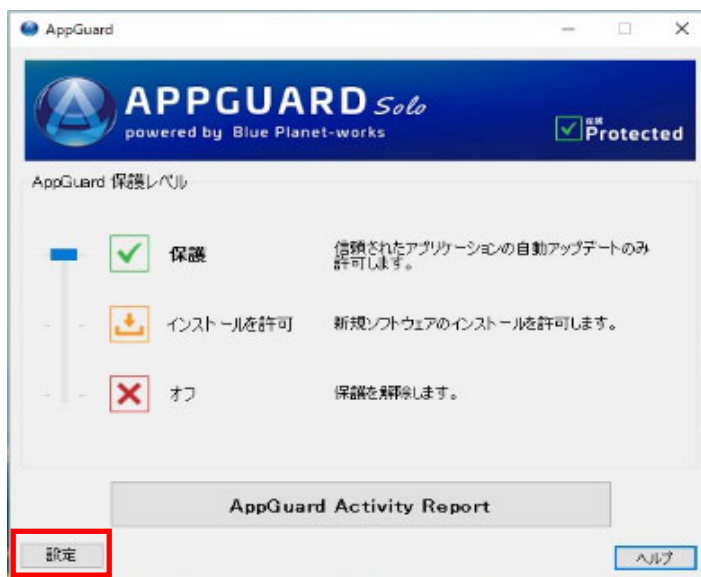 AppGuard
APPGUARD Solo
powered by Blue Planet-works
保護
Protected
AppGuard 保護レベル
保護
信頼されたアプリケーションの自動アップデートのみ
許可します。
インストールを許可
新規ソフトウェアのインストールを許可します。
オフ
保護を解除します。
AppGuard Activity Report
設定
ヘルプ